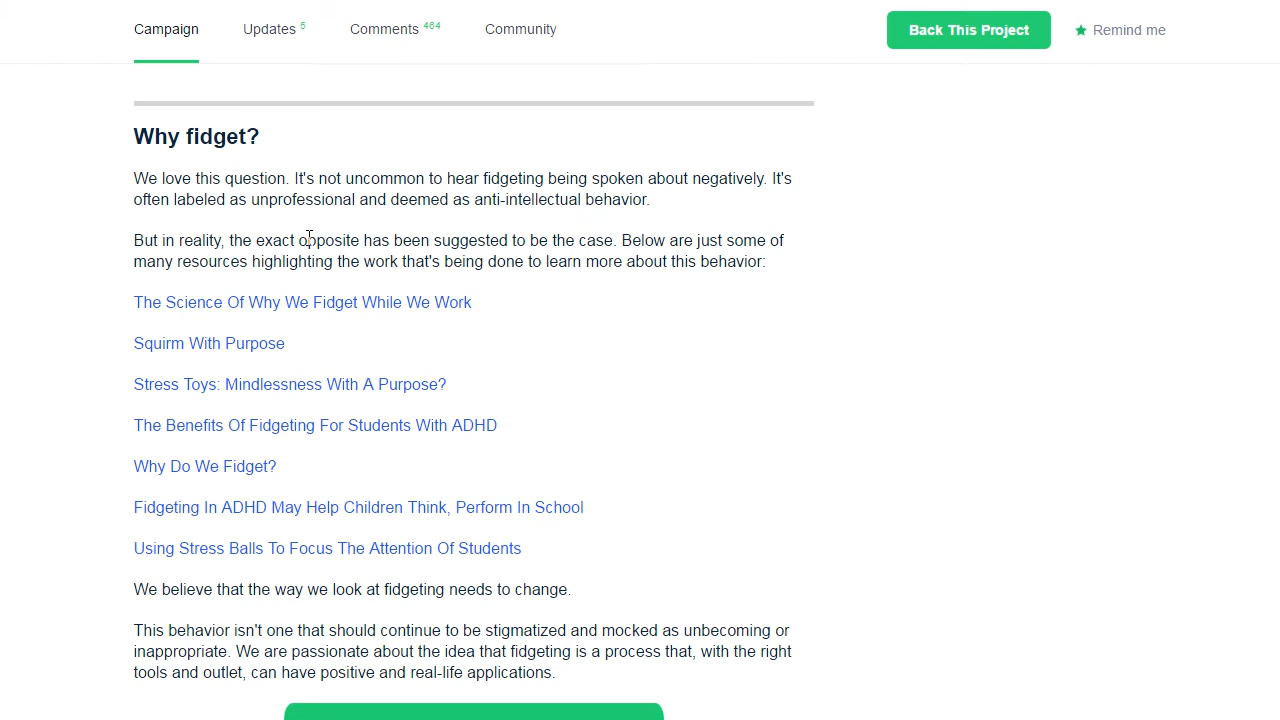 Campaign Updates 5 Comments 464 Community Back This Project Remind me
Why fidget?
We love this question. It's not uncommon to hear fidgeting being spoken about negatively. It's
often labeled as unprofessional and deemed as anti-intellectual behavior.
But in reality, the exact opposite has been suggested to be the case. Below are just some of
many resources highlighting the work that's being done to learn more about this behavior:
The Science Of Why We Fidget While We Work
Squirm With Purpose
Stress Toys: Mindlessness With A Purpose?
The Benefits Of Fidgeting For Students With ADHD
Why Do We Fidget?
Fidgeting In ADHD May Help Children Think, Perform In School
Using Stress Balls To Focus The Attention Of Students
We believe that the way we look at fidgeting needs to change.
This behavior isn't one that should continue to be stigmatized and mocked as unbecoming or
inappropriate. We are passionate about the idea that fidgeting is a process that, with the right
tools and outlet, can have positive and real-life applications.